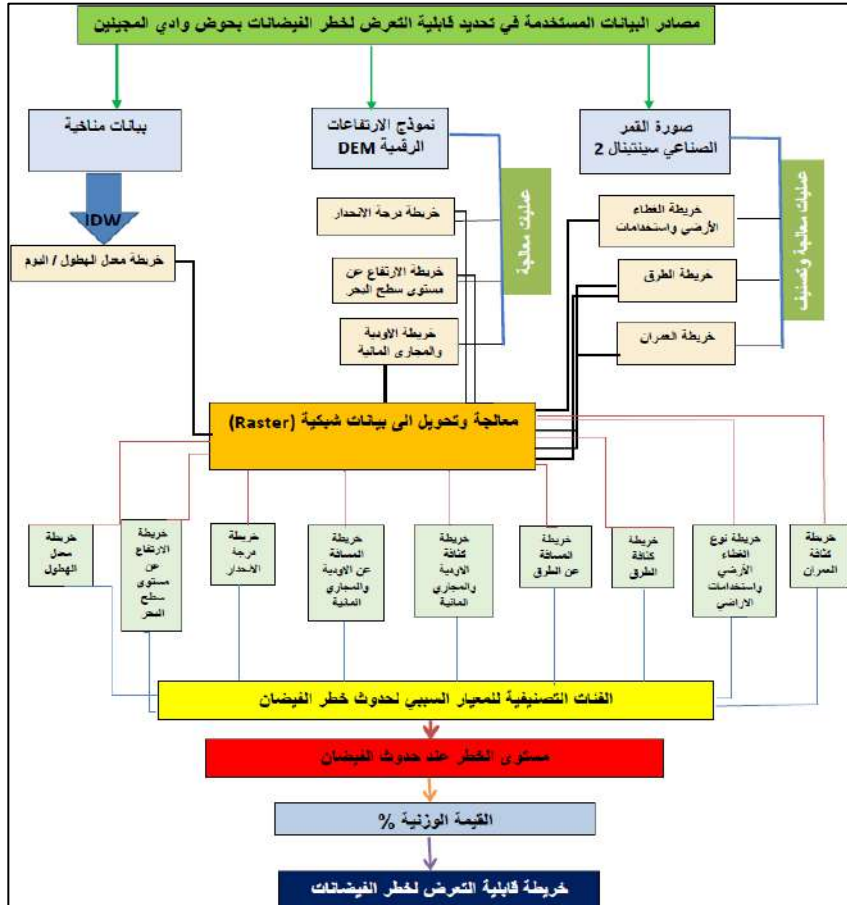 مصادر البيانات المستخدمة في تحديد قابلية التعرض لخطر الفيضانات بحوض وادي المجينين
صورة القمر
الصناعي سينتينال 2
نموذج الارتفاعات
الرقمية DEM
بيانات مناخية
عمليات معالجة وتصنيف
عمليات معالجة
IDW
خريطة الغطاء
الأرضي واستخدامات
خريطة الطرق
خريطة العمران
خريطة درجة الانحدار
خريطة الارتفاع عن
مستوى سطح البحر
خريطة الأودية
والمجاري المائية
خريطة معدل الهطول / اليوم
معالجة وتحويل الى بيانات شبكية (Raster)
خريطة
كثافة
العمران
خريطة نوع
الغطاء
الأرضي
واستخدامات
الاراضي
خريطة
كثافة
الطرق
خريطة
المسافة
عن الطرق
خريطة
كثافة
الاودية
والمجاري
المائية
خريطة
المسافة
عن الاودية
والمجاري
المائية
خريطة
درجة
الانحدار
خريطة
الارتفاع
عن
مستوى
سطح
البحر
خريطة
معدل
الهطول
الفئات التصنيفية للمعيار السببي لحدوث خطر الفيضان
مستوى الخطر عند حدوث الفيضان
القيمة الوزنية %
خريطة قابلية التعرض لخطر الفيضانات